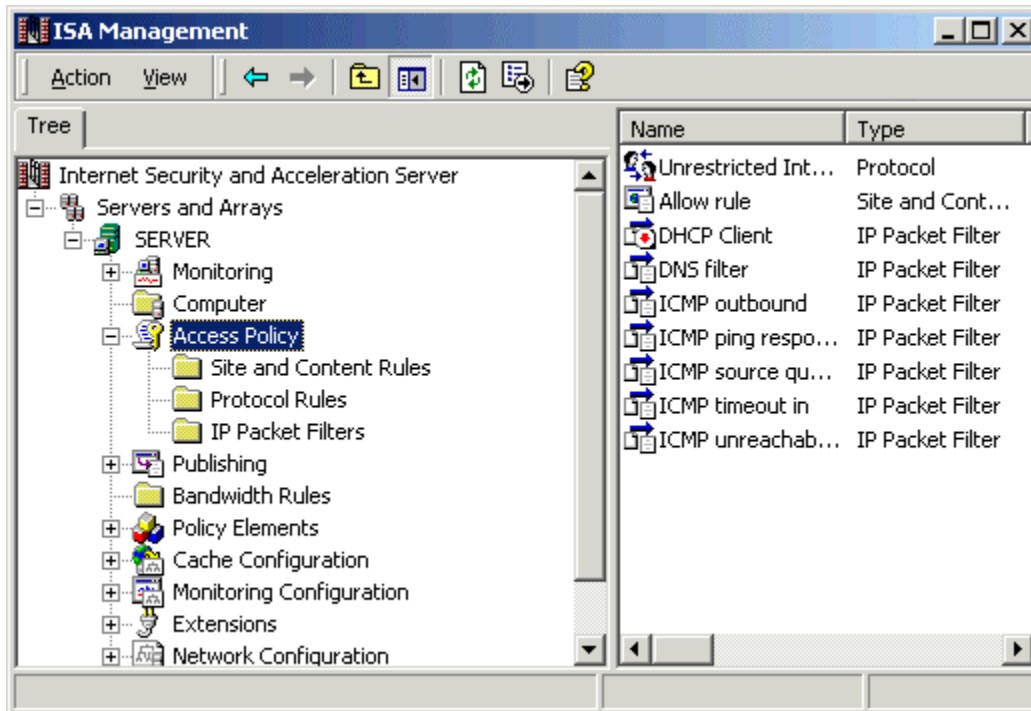 ISA Management
Action View
Tree
Internet Security and Acceleration Server
Servers and Arrays
SERVER
Monitoring
Computer
Access Policy
Site and Content Rules
Protocol Rules
IP Packet Filters
Publishing
Bandwidth Rules
Policy Elements
Cache Configuration
Monitoring Configuration
Extensions
Network Configuration
Name Type
Unrestricted Int... Protocol
Allow rule Site and Cont...
DHCP Client IP Packet Filter
DNS filter IP Packet Filter
ICMP outbound IP Packet Filter
ICMP ping respo... IP Packet Filter
ICMP source qu... IP Packet Filter
ICMP timeout in IP Packet Filter
ICMP unreachab... IP Packet Filter